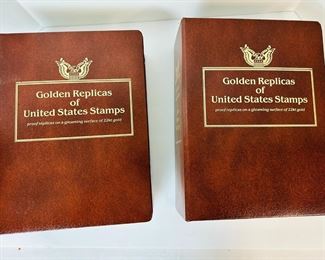 Golden Replicas
of
United States Stamps
proof replicas on a gleaming surface of 22kt gold
Golden Replicas
of
United States Stamps
proof replicas on a gleaming surface of 22kt gold